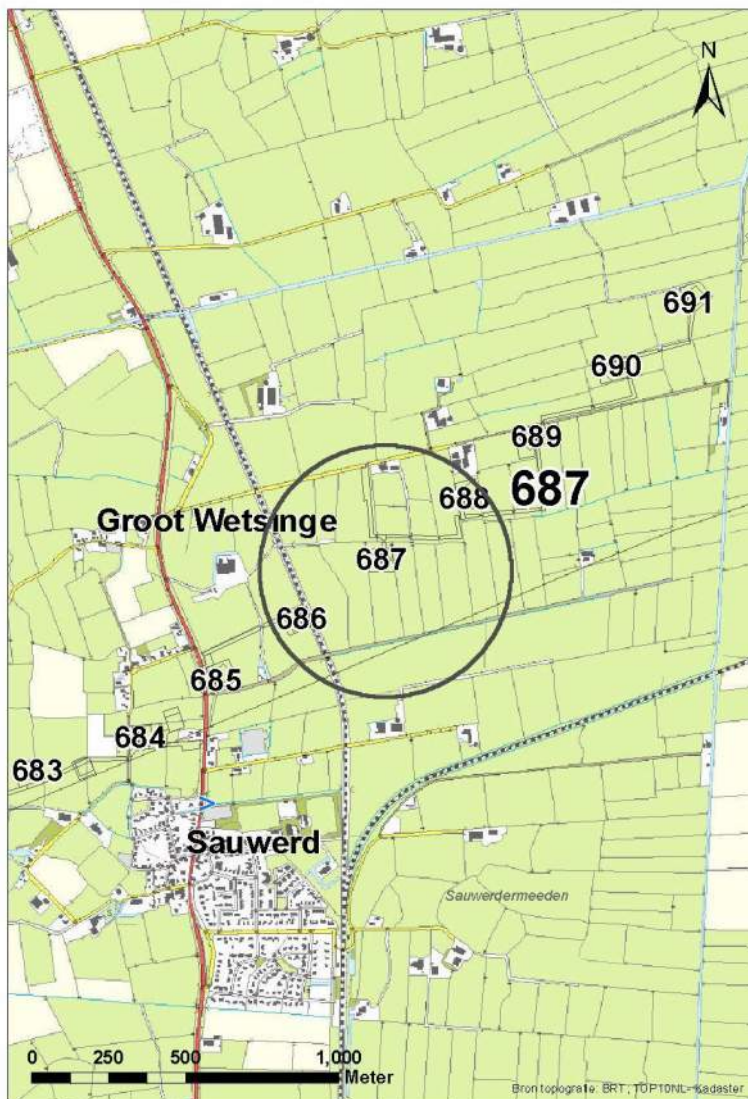 N
691
690
689
687
688
Groot Wetsinge
687
686
685
684
683
Sauwerd
Sauwerdermeeden
0 250 500 1,000
Meter
Bron topografie: BRT, TOP10NL-Kadaster